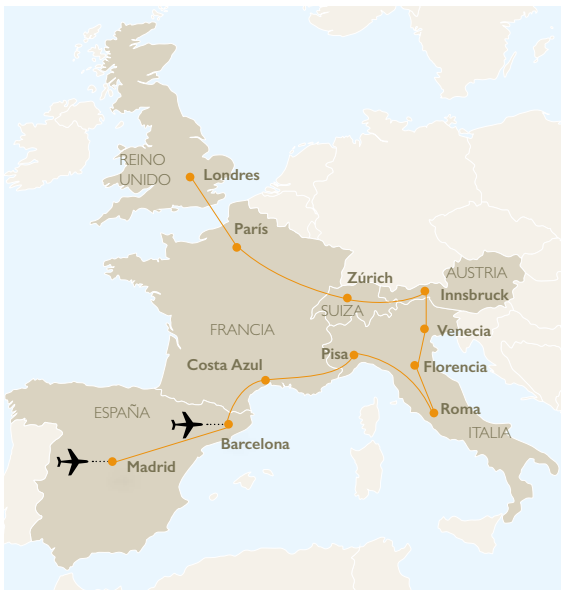 REINO
UNIDO
Londres
París
Zúrich
AUSTRIA
Innsbruck
SUIZA
FRANCIA
Venecia
Pisa
Costa Azul
Florencia
ESPAÑA
Roma
ITALIA
Barcelona
Madrid